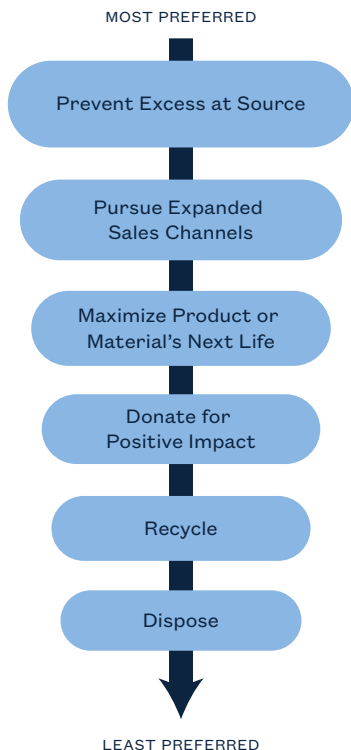 MOST PREFERRED
Prevent Excess at Source
Pursue Expanded
Sales Channels
Maximize Product or
Material’s Next Life
Donate for
Positive Impact
Recycle
Dispose
LEAST PREFERRED